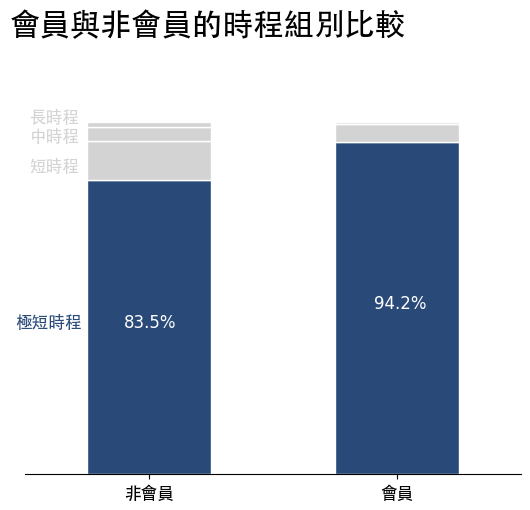 會員與非會員的時程組別比較
長時程
中時程
短時程
極短時程
83.5%
94.2%
非會員
會員